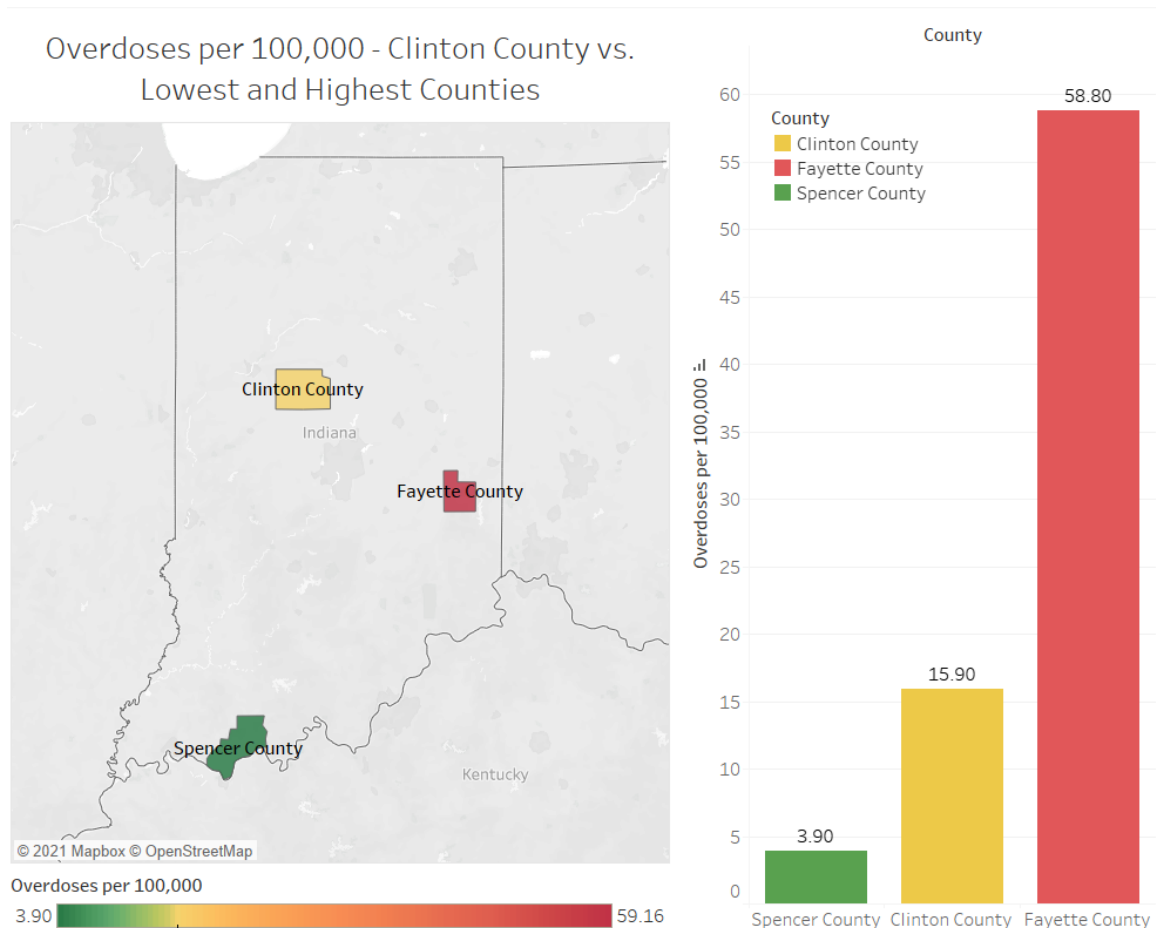 Overdoses per 100,000 - Clinton County vs.
Lowest and Highest Counties
Clinton County
Indiana
Fayette County
Spencer County
Kentucky
© 2021 Mapbox © OpenStreetMap
Overdoses per 100,000
3.90
59.16
County
County
Clinton County
Fayette County
Spencer County
Overdoses per 100,000
60
55
50
45
40
35
30
25
20
15
10
5
0
58.80
15.90
3.90
Spencer County
Clinton County
Fayette County